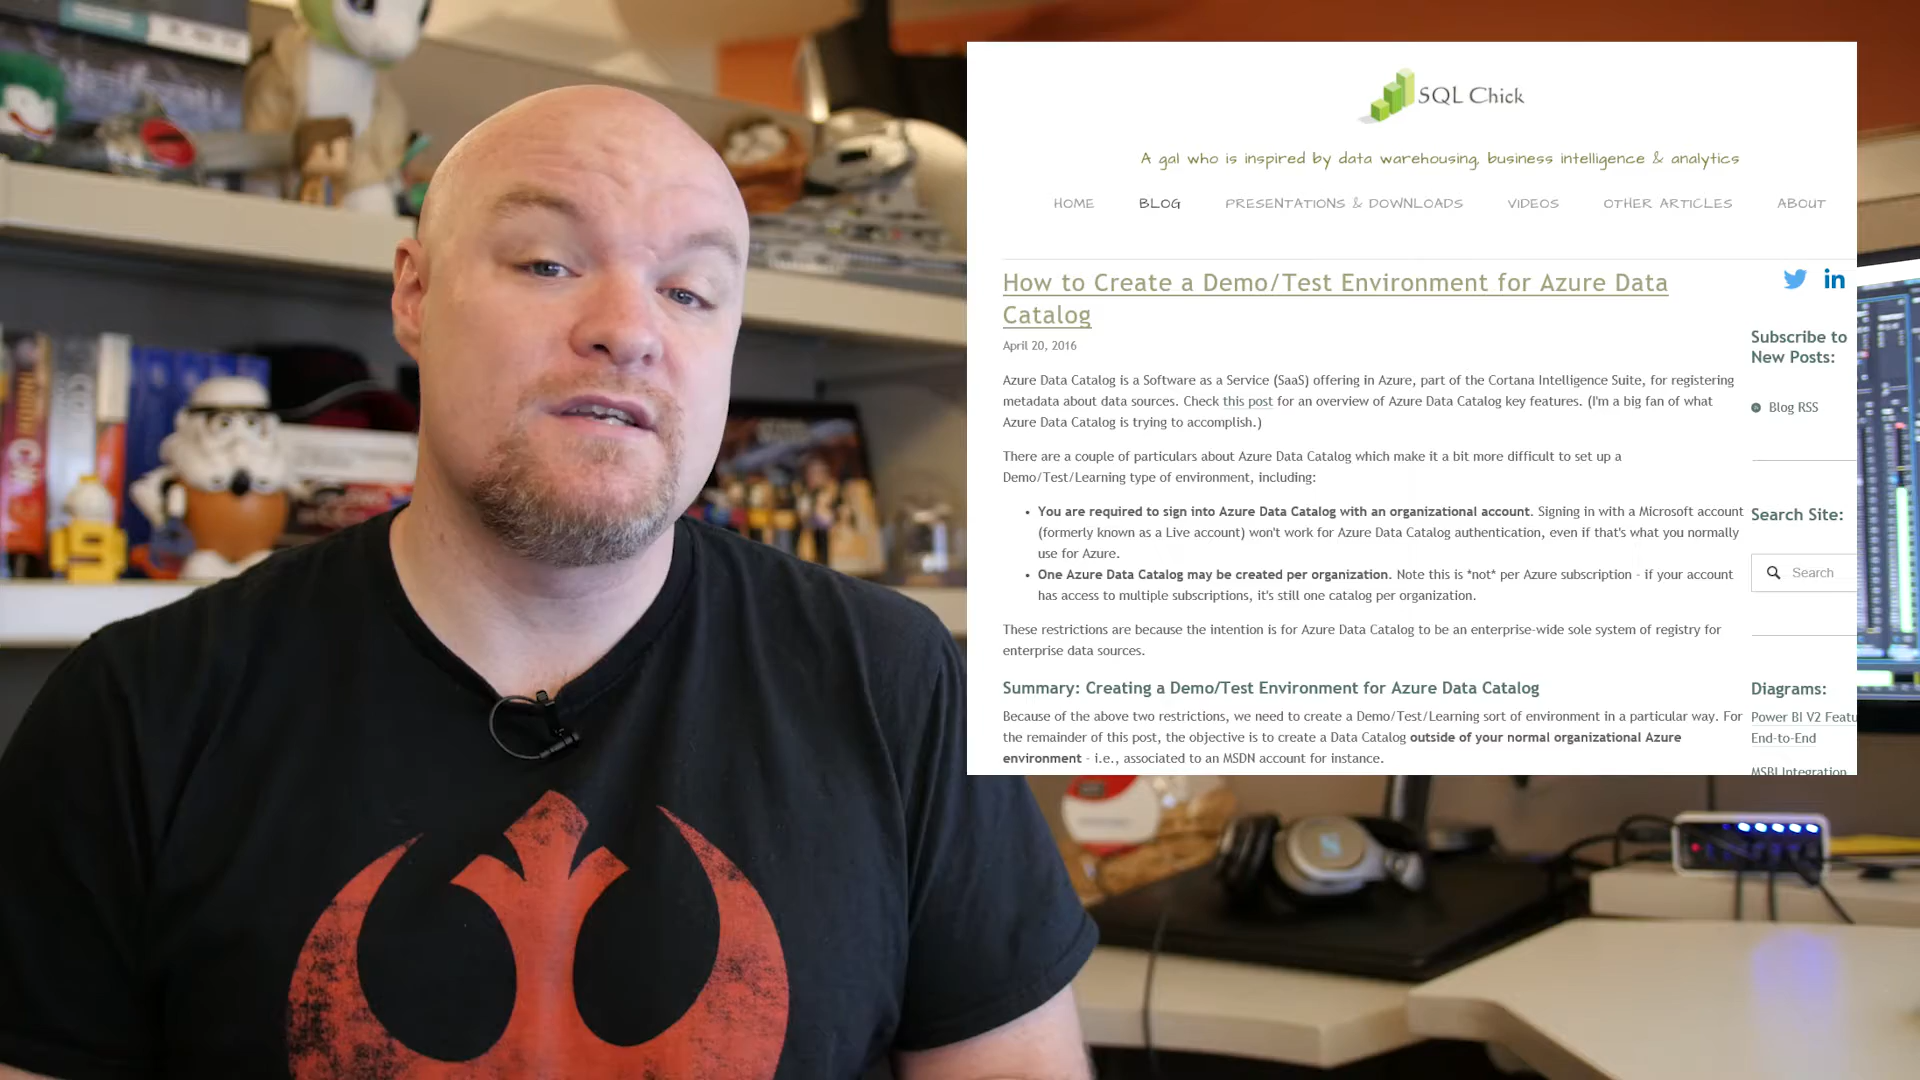 SQL Chick
A gal who is inspired by data warehousing, business intelligence & analytics
HOME BLOG PRESENTATIONS & DOWNLOADS VIDEOS OTHER ARTICLES ABOUT
How to Create a Demo/Test Environment for Azure Data
Catalog
April 20, 2016
Azure Data Catalog is a Software as a Service (SaaS) offering in Azure, part of the Cortana Intelligence Suite, for registering
metadata about data sources. Check this post for an overview of Azure Data Catalog key features. (I'm a big fan of what
Azure Data Catalog is trying to accomplish.)
There are a couple of particulars about Azure Data Catalog which make it a bit more difficult to set up a
Demo/Test/Learning type of environment, including:
• You are required to sign into Azure Data Catalog with an organizational account. Signing in with a Microsoft account
(formerly known as a Live account) won't work for Azure Data Catalog authentication, even if that's what you normally
use for Azure.
• One Azure Data Catalog may be created per organization. Note this is *not* per Azure subscription - if your account
has access to multiple subscriptions, it's still one catalog per organization.
These restrictions are because the intention is for Azure Data Catalog to be an enterprise-wide sole system of registry for
enterprise data sources.
Summary: Creating a Demo/Test Environment for Azure Data Catalog
Because of the above two restrictions, we need to create a Demo/Test/Learning sort of environment in a particular way. For
the remainder of this post, the objective is to create a Data Catalog outside of your normal organizational Azure
environment - i.e., associated to an MSDN account for instance.
in
Subscribe to
New Posts:
Blog RSS
Search Site:
Search
Diagrams:
Power BI V2 Featu
End-to-End
MSBI Integration